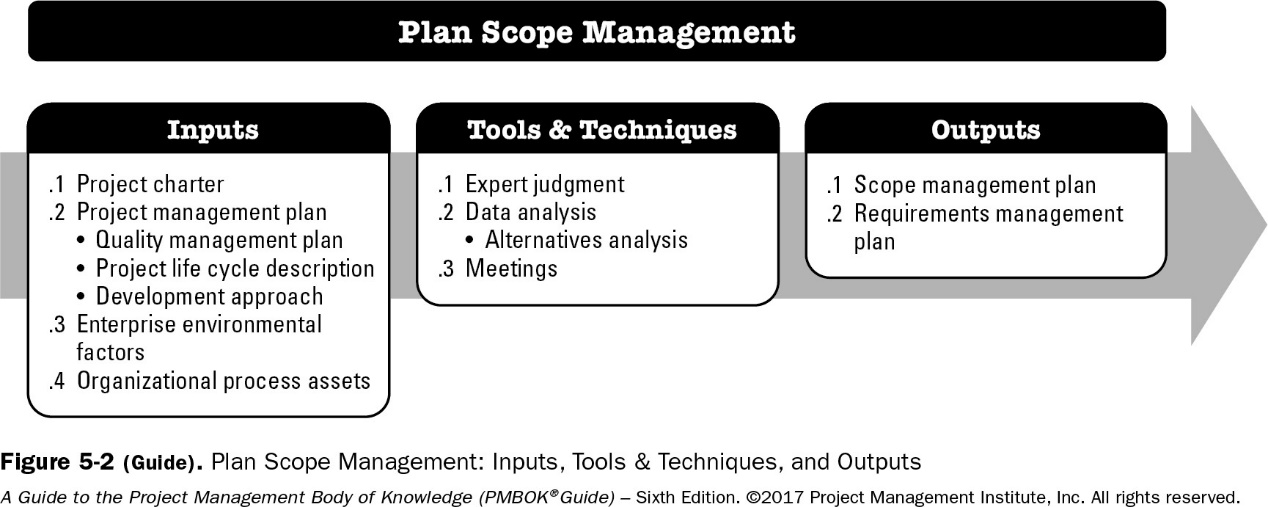 Plan Scope Management
Inputs
.1 Project charter
.2 Project management plan
• Quality management plan
• Project life cycle description
• Development approach
.3 Enterprise environmental
factors
.4 Organizational process assets
Tools & Techniques
.1 Expert judgment
.2 Data analysis
• Alternatives analysis
.3 Meetings
Outputs
.1 Scope management plan
.2 Requirements management
plan
Figure 5-2 (Guide). Plan Scope Management: Inputs, Tools & Techniques, and Outputs
A Guide to the Project Management Body of Knowledge (PMBOK® Guide) – Sixth Edition. ©2017 Project Management Institute, Inc. All rights reserved.